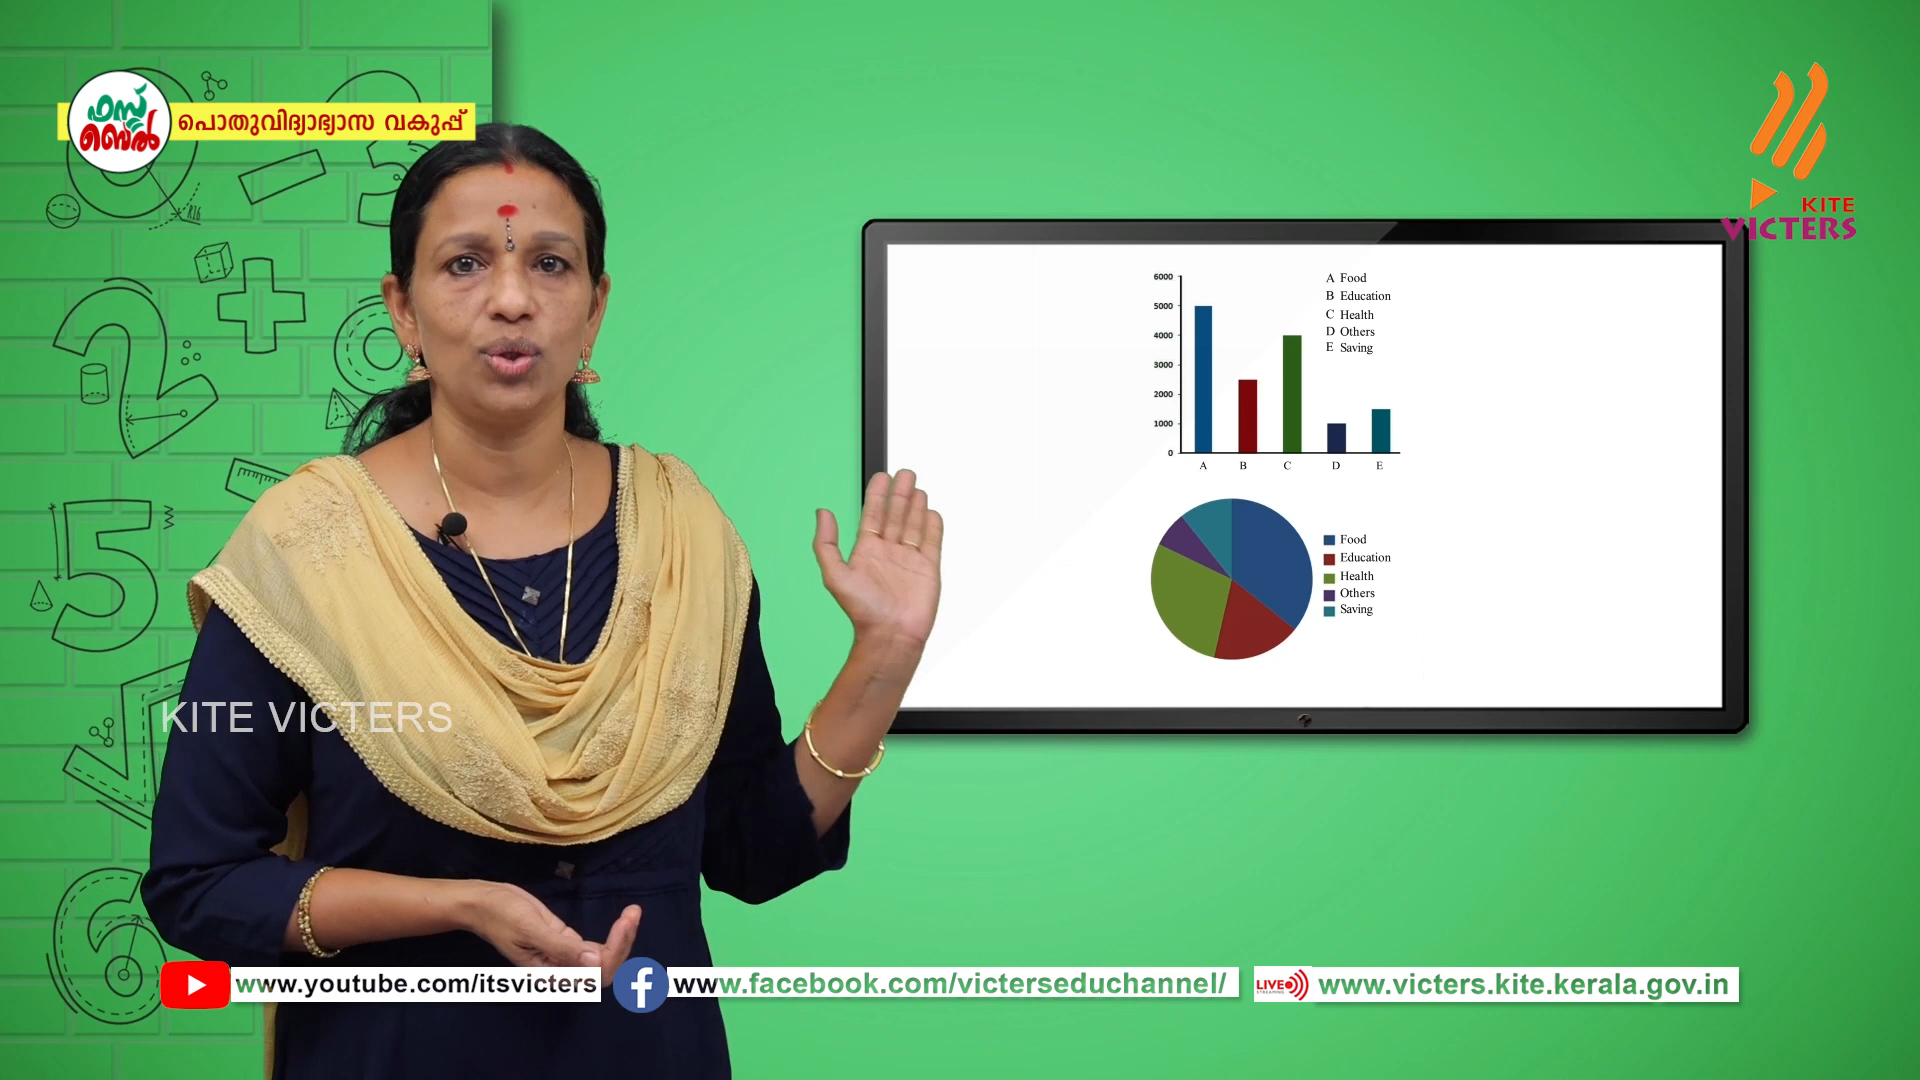 ഫസ്റ്റ്
ബെൽ
പൊതുവിദ്യാഭ്യാസ വകുപ്പ്
KITE
VICTERS
6000
5000
4000
3000
2000
1000
0
A B C D E
A Food
B Education
C Health
D Others
E Saving
Food
Education
Health
Others
Saving
KITE VICTERS
www.youtube.com/itsvicters
www.facebook.com/victerseduchannel/
LIVE
STREAMING
www.victers.kite.kerala.gov.in